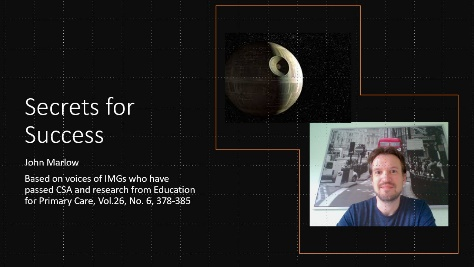 Secrets for
Success
John Marlow
Based on voices of IMGs who have
passed CSA and research from Education
for Primary Care, Vol.26, No. 6, 378-385